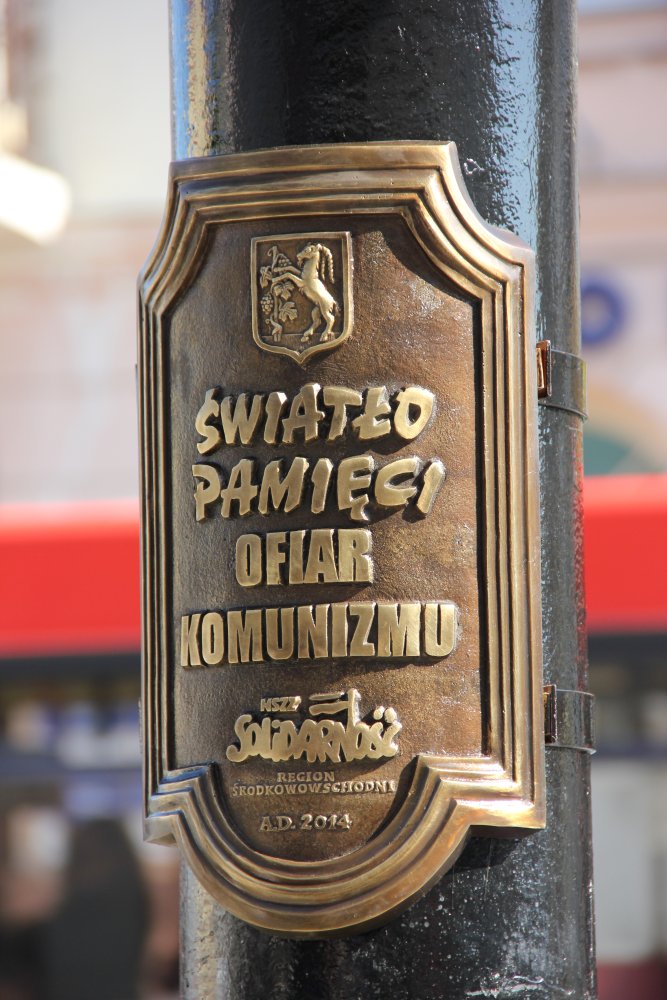 ŚWIATŁO
PAMIĘCI
OFIAR
KOMUNIZMU
NSZZ
SOLIDARNOŚĆ
REGION
ŚRODKOWOWSCHODNI
A.D. 2014